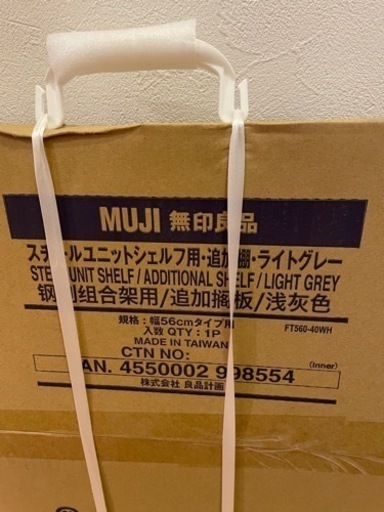 MUJI 無印良品
スチールユニットシェルフ用・追加棚・ライトグレー
STEEL UNIT SHELF / ADDITIONAL SHELF / LIGHT GREY
钢制组合架用/追加搁板/浅灰色
規格：幅56cmタイプ用 FT560-40WH
入数 QTY：1P
MADE IN TAIWAN
CTN NO: (Inner)
JAN. 4550002 998554
株式会社 良品計画